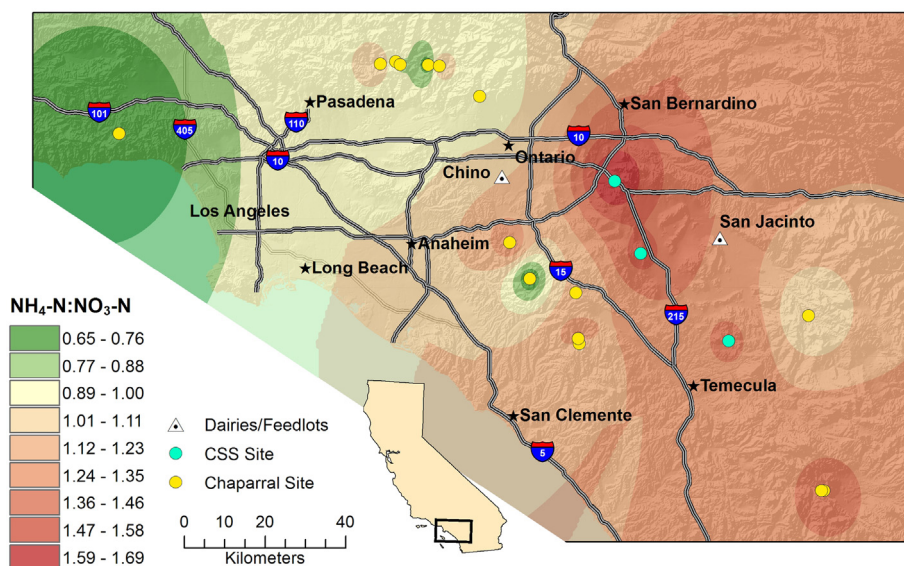 101
405
110
10
10
Pasadena
San Bernardino
Ontario
Chino
Los Angeles
Anaheim
San Jacinto
Long Beach
15
215
Temecula
San Clemente
5
NH₄-N:NO₃-N
0.65 - 0.76
0.77 - 0.88
0.89 - 1.00
1.01 - 1.11
1.12 - 1.23
1.24 - 1.35
1.36 - 1.46
1.47 - 1.58
1.59 - 1.69
Dairies/Feedlots
CSS Site
Chaparral Site
0 10 20 30 40
Kilometers